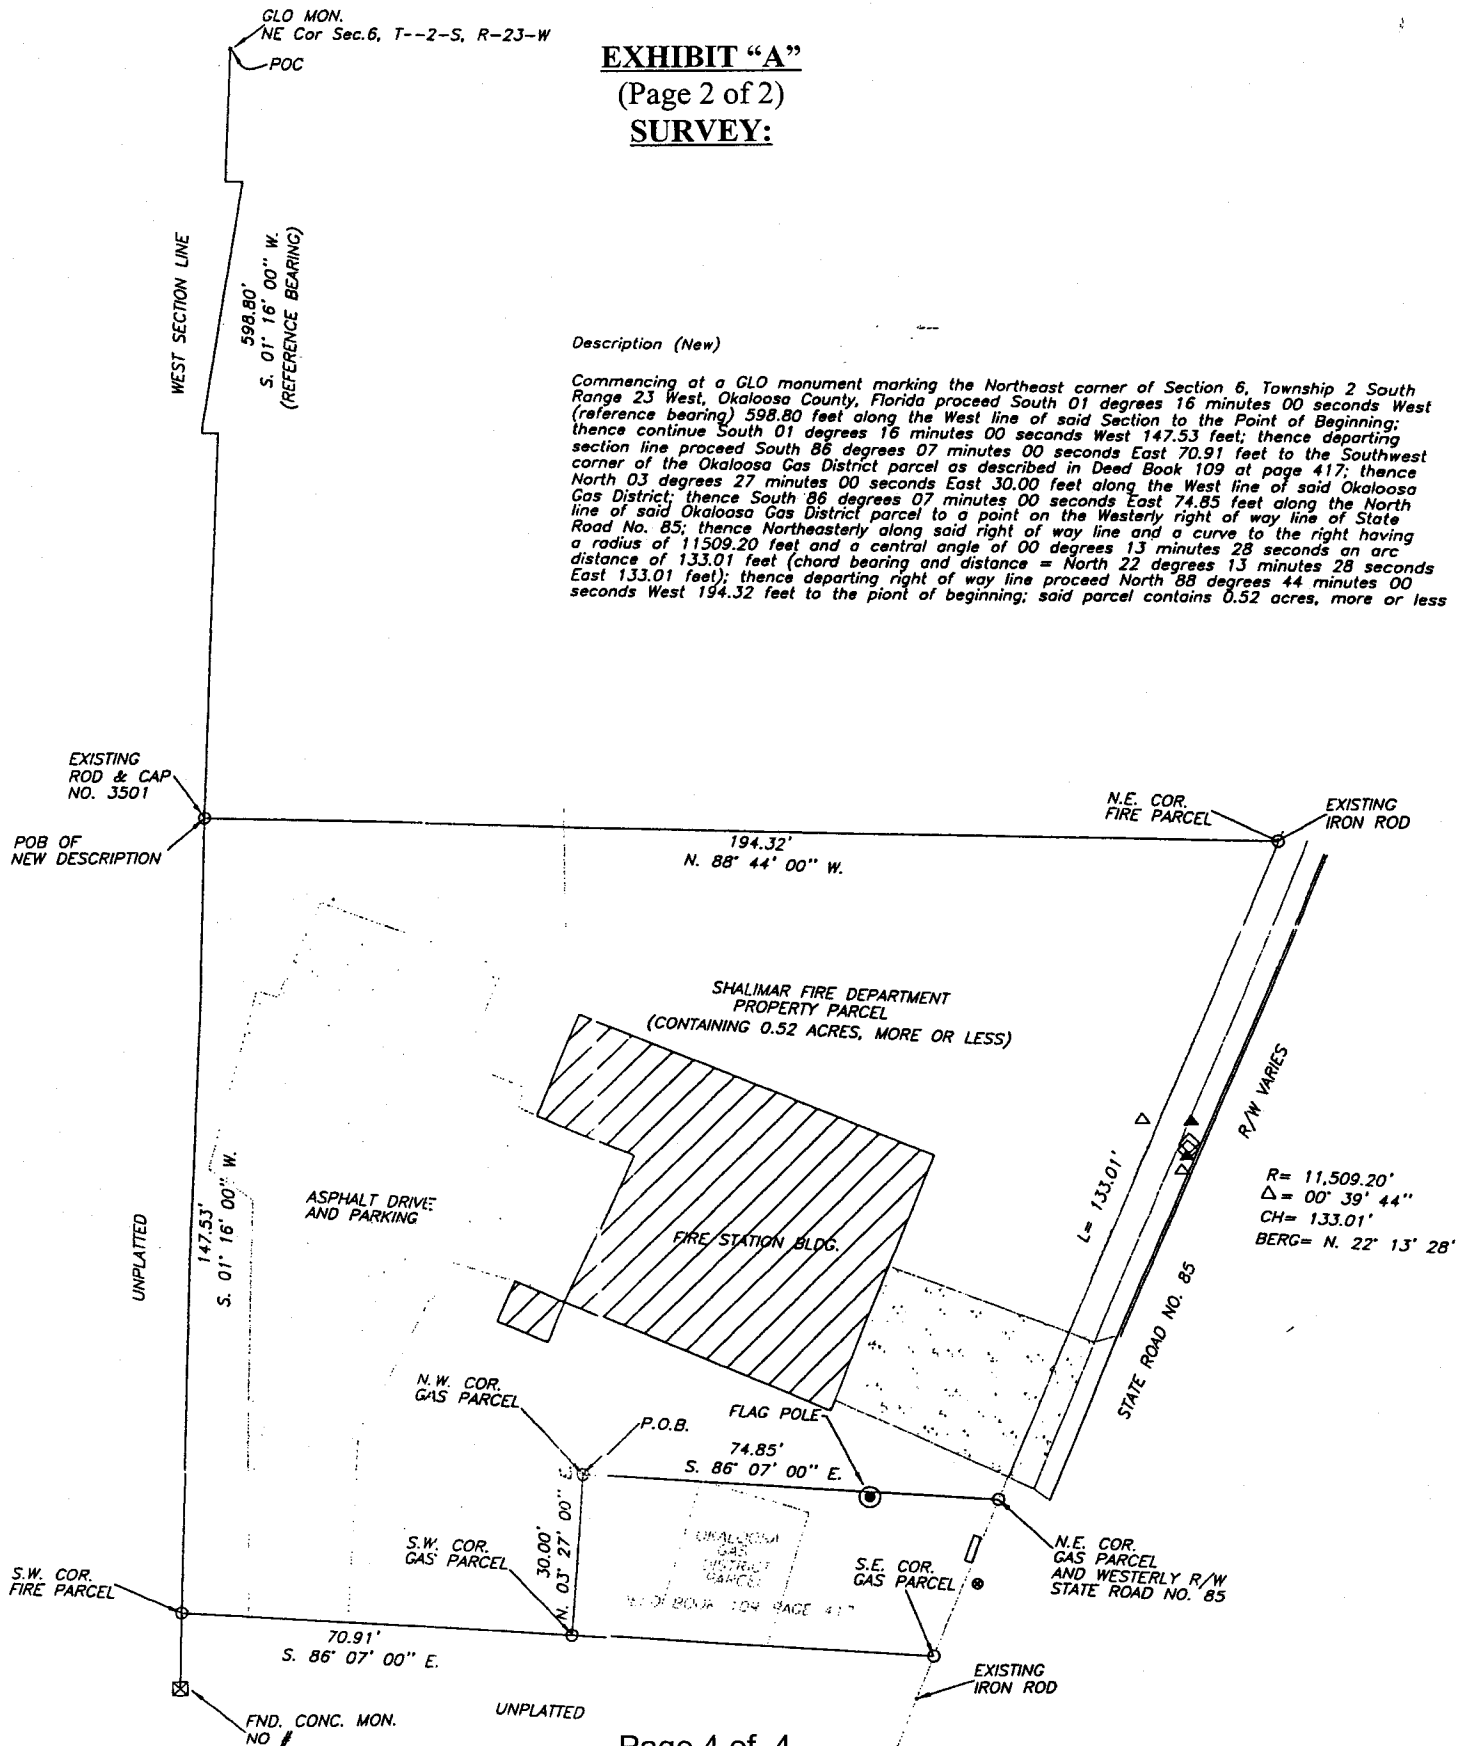 GLO MON.
NE Cor Sec.6, T--2-S, R-23-W
POC
EXHIBIT “A”
(Page 2 of 2)
SURVEY:
WEST SECTION LINE
598.80'
S. 01° 16' 00" W.
(REFERENCE BEARING)
Description (New)
Commencing at a GLO monument marking the Northeast corner of Section 6, Township 2 South
Range 23 West, Okaloosa County, Florida proceed South 01 degrees 16 minutes 00 seconds West
(reference bearing) 598.80 feet along the West line of said Section to the Point of Beginning;
thence continue South 01 degrees 16 minutes 00 seconds West 147.53 feet; thence departing
section line proceed South 86 degrees 07 minutes 00 seconds East 70.91 feet to the Southwest
corner of the Okaloosa Gas District parcel as described in Deed Book 109 at page 417; thence
North 03 degrees 27 minutes 00 seconds East 30.00 feet along the West line of said Okaloosa
Gas District; thence South 86 degrees 07 minutes 00 seconds East 74.85 feet along the North
line of said Okaloosa Gas District parcel to a point on the Westerly right of way line of State
Road No. 85; thence Northeasterly along said right of way line and a curve to the right having
a radius of 11509.20 feet and a central angle of 00 degrees 13 minutes 28 seconds an arc
distance of 133.01 feet (chord bearing and distance = North 22 degrees 13 minutes 28 seconds
East 133.01 feet); thence departing right of way line proceed North 88 degrees 44 minutes 00
seconds West 194.32 feet to the piont of beginning; said parcel contains 0.52 acres, more or less
EXISTING
ROD & CAP
NO. 3501
POB OF
NEW DESCRIPTION
N.E. COR.
FIRE PARCEL
EXISTING
IRON ROD
194.32'
N. 88° 44' 00" W.
SHALIMAR FIRE DEPARTMENT
PROPERTY PARCEL
(CONTAINING 0.52 ACRES, MORE OR LESS)
R/W VARIES
L= 133.01'
R= 11,509.20'
Δ= 00° 39' 44"
CH= 133.01'
BERG= N. 22° 13' 28'
UNPLATTED
147.53'
S. 01° 16' 00" W.
ASPHALT DRIVE
AND PARKING
FIRE STATION BLDG.
STATE ROAD NO. 85
N.W. COR.
GAS PARCEL
P.O.B.
FLAG POLE
74.85'
S. 86° 07' 00" E.
30.00'
N. 03° 27' 00" E.
S.W. COR.
GAS PARCEL
OKALOOSA
GAS
DISTRICT
PARCEL
BOOK 109 PAGE 417
S.E. COR.
GAS PARCEL
N.E. COR.
GAS PARCEL
AND WESTERLY R/W
STATE ROAD NO. 85
S.W. COR.
FIRE PARCEL
70.91'
S. 86° 07' 00" E.
EXISTING
IRON ROD
UNPLATTED
FND. CONC. MON.
NO #
Page 4 of 4